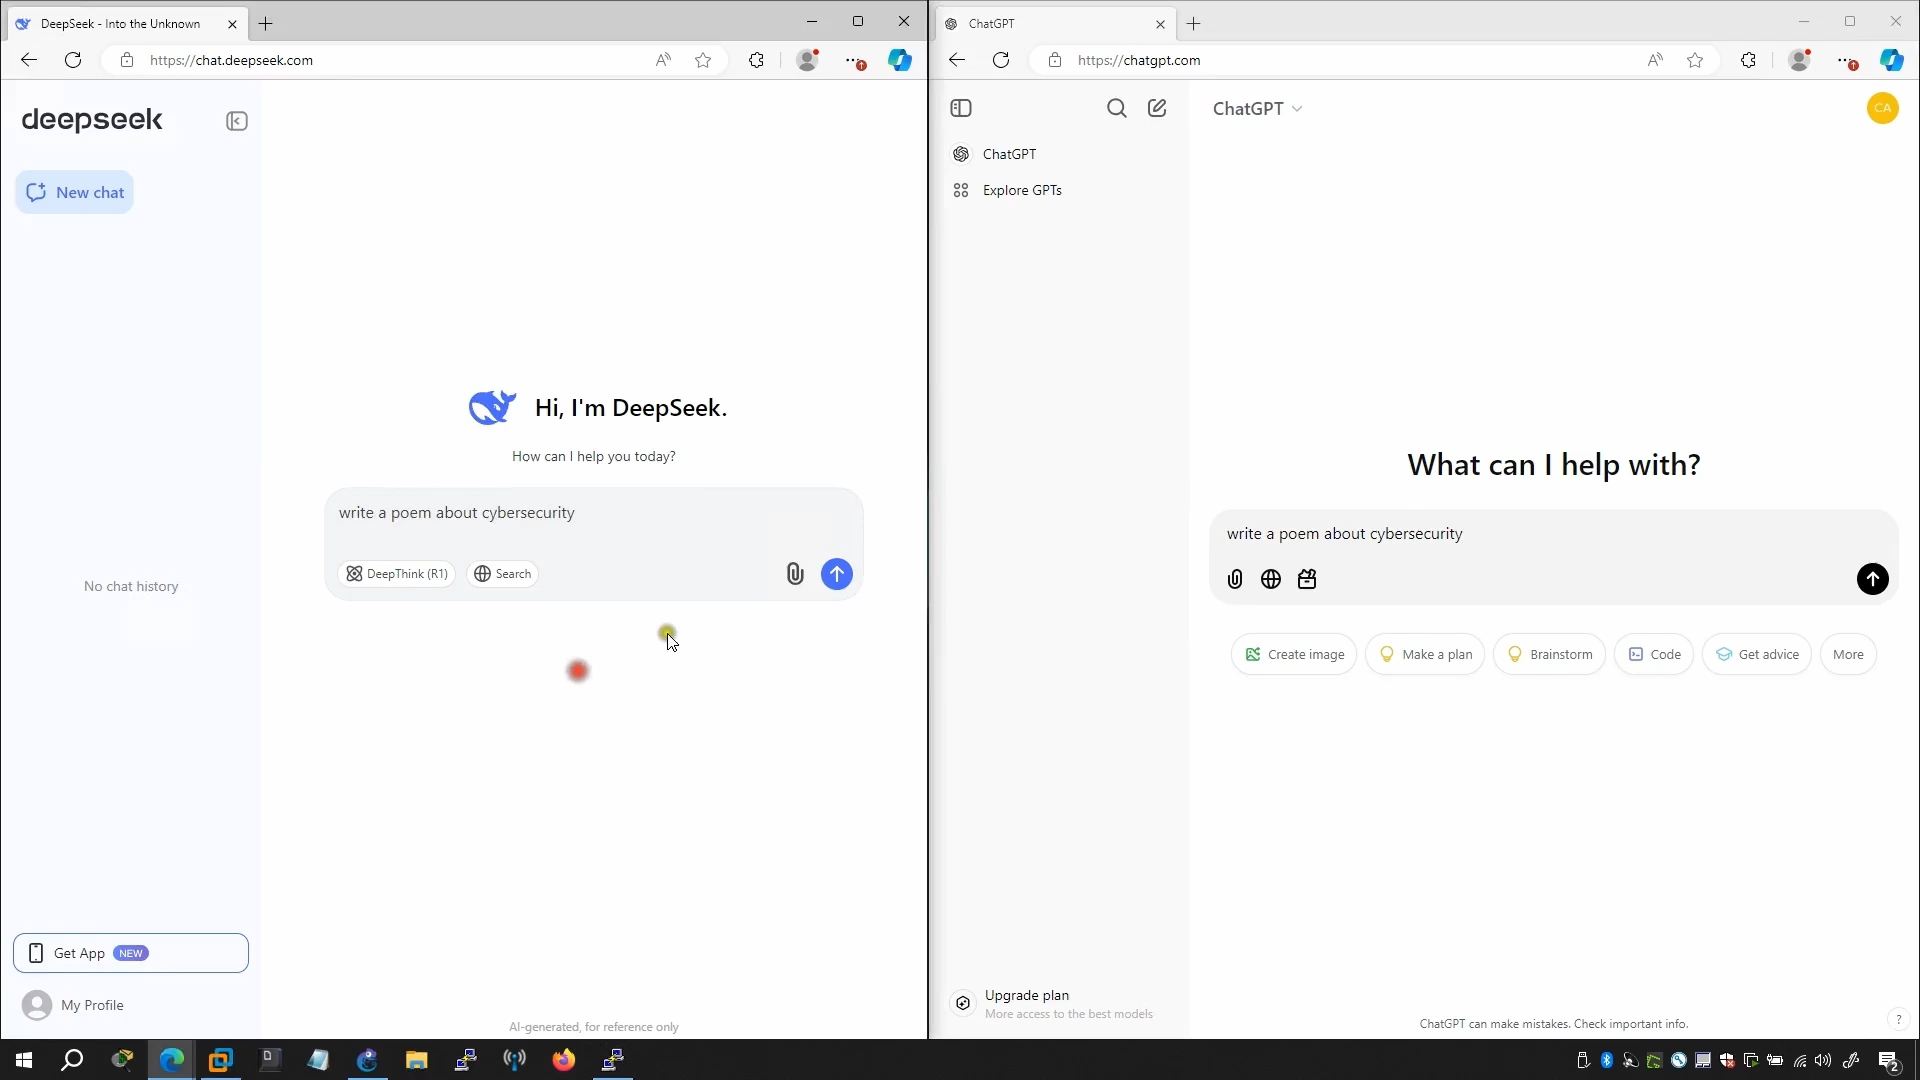 DeepSeek - Into the Unknown
https://chat.deepseek.com
deepseek
New chat
No chat history
Get App NEW
My Profile
Hi, I'm DeepSeek.
How can I help you today?
write a poem about cybersecurity
DeepThink (R1) Search
AI-generated, for reference only
ChatGPT
https://chatgpt.com
ChatGPT
Explore GPTs
Upgrade plan
More access to the best models
ChatGPT
CA
What can I help with?
write a poem about cybersecurity
Create image Make a plan Brainstorm Code Get advice More
ChatGPT can make mistakes. Check important info.
?
D
2